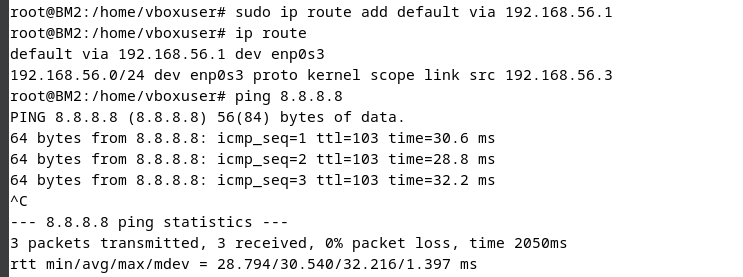 root@BM2:/home/vboxuser# sudo ip route add default via 192.168.56.1
root@BM2:/home/vboxuser# ip route
default via 192.168.56.1 dev enp0s3
192.168.56.0/24 dev enp0s3 proto kernel scope link src 192.168.56.3
root@BM2:/home/vboxuser# ping 8.8.8.8
PING 8.8.8.8 (8.8.8.8) 56(84) bytes of data.
64 bytes from 8.8.8.8: icmp_seq=1 ttl=103 time=30.6 ms
64 bytes from 8.8.8.8: icmp_seq=2 ttl=103 time=28.8 ms
64 bytes from 8.8.8.8: icmp_seq=3 ttl=103 time=32.2 ms
^C
--- 8.8.8.8 ping statistics ---
3 packets transmitted, 3 received, 0% packet loss, time 2050ms
rtt min/avg/max/mdev = 28.794/30.540/32.216/1.397 ms